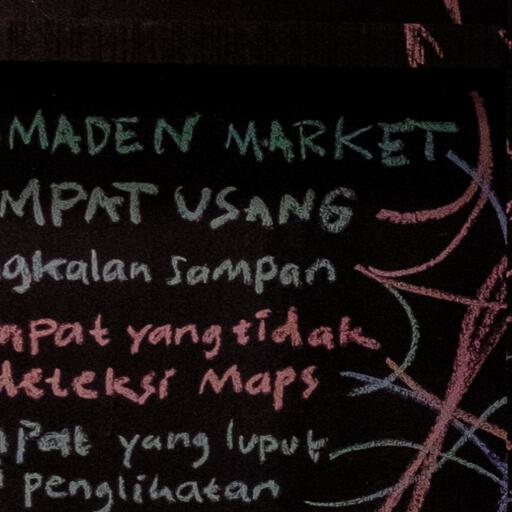 MADEN MARKET
MPAT USANG
gkalan sampan
mpat yang tidak
deteksi Maps
pat yang luput
i penglihatan